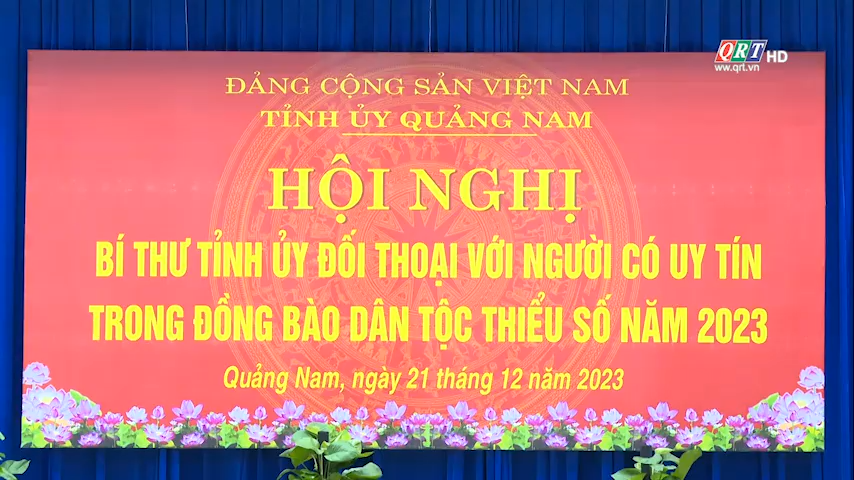 QRT HD
ww.qrt.vn
ĐẢNG CỘNG SẢN VIỆT NAM
TỈNH ỦY QUẢNG NAM
HỘI NGHỊ
BÍ THƯ TỈNH ỦY ĐỐI THOẠI VỚI NGƯỜI CÓ UY TÍN
TRONG ĐỒNG BÀO DÂN TỘC THIỂU SỐ NĂM 2023
Quảng Nam, ngày 21 tháng 12 năm 2023